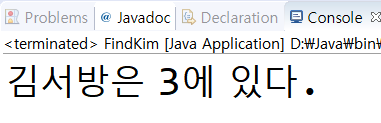 Problems @ Javadoc Declaration Console
<terminated> FindKim [Java Application] D:₩Java₩bin₩
김서방은 3에 있다.